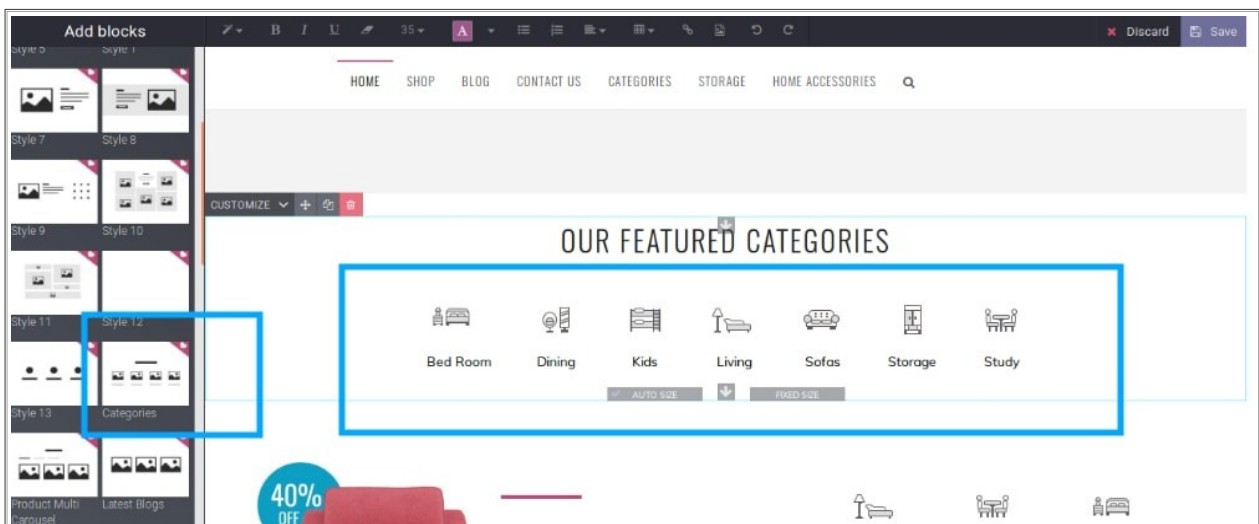 Add blocks
B I U 35 A
Discard Save
Style 5 Style 1
HOME SHOP BLOG CONTACT US CATEGORIES STORAGE HOME ACCESSORIES
Style 7 Style 8
CUSTOMIZE
Style 9 Style 10
OUR FEATURED CATEGORIES
Style 11 Style 12
Bed Room Dining Kids Living Sofas Storage Study
AUTO SIZE FIXED SIZE
Style 13 Categories
40%
OFF
Product Multi Latest Blogs
Carousel